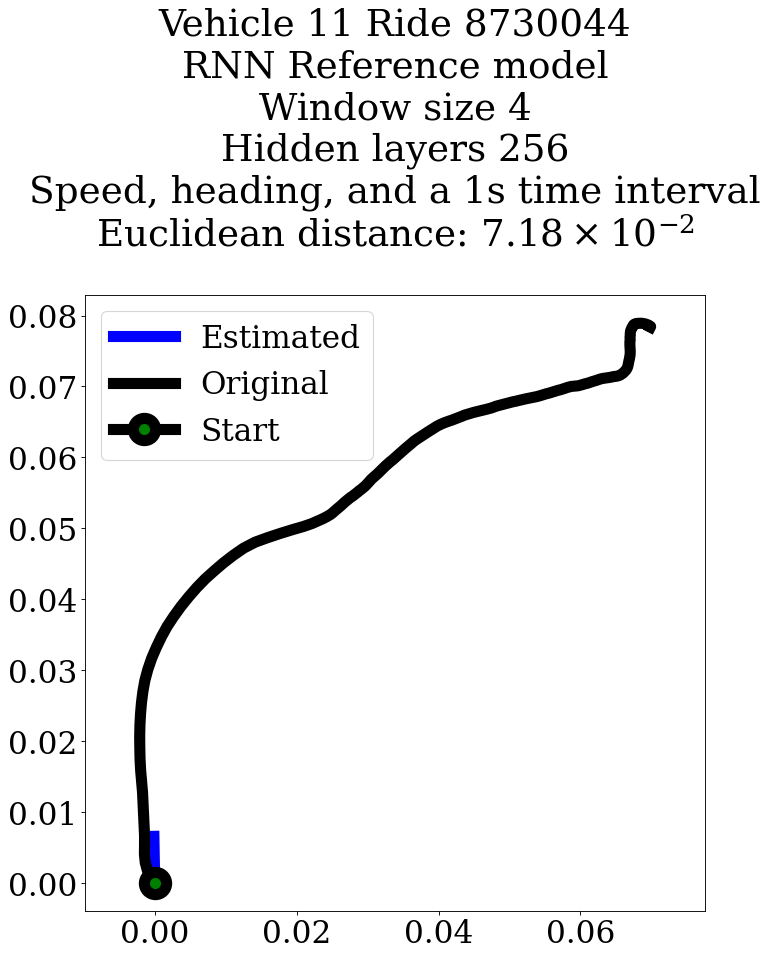 Vehicle 11 Ride 8730044
RNN Reference model
Window size 4
Hidden layers 256
Speed, heading, and a 1s time interval
Euclidean distance: 7.18 × 10⁻²
Estimated
Original
Start
0.08
0.07
0.06
0.05
0.04
0.03
0.02
0.01
0.00
0.00 0.02 0.04 0.06